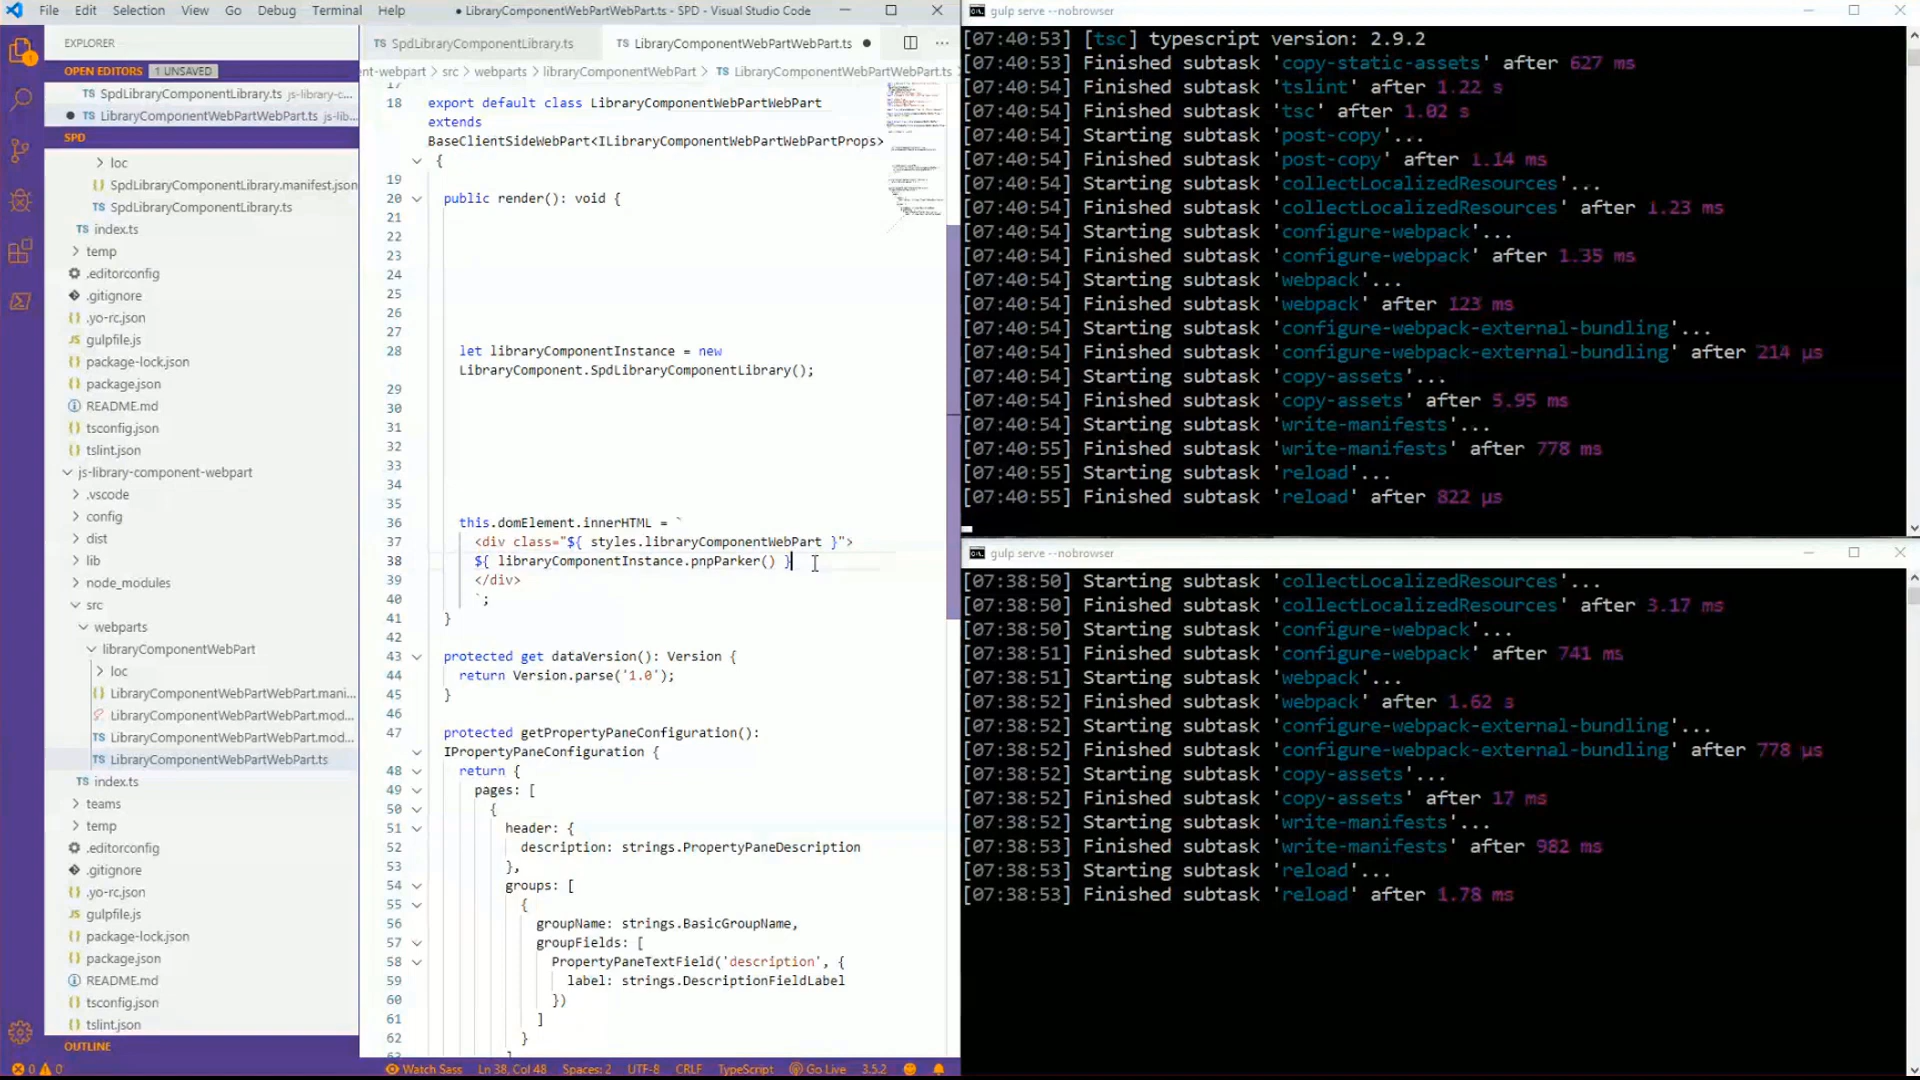 File Edit Selection View Go Debug Terminal Help
● LibraryComponentWebPartWebPart.ts - SPD - Visual Studio Code
EXPLORER
OPEN EDITORS 1 UNSAVED
SpdLibraryComponentLibrary.ts js-library-c...
● LibraryComponentWebPartWebPart.ts js-lib...
SPD
loc
SpdLibraryComponentLibrary.manifest.json
SpdLibraryComponentLibrary.ts
index.ts
temp
.editorconfig
.gitignore
.yo-rc.json
gulpfile.js
package-lock.json
package.json
README.md
tsconfig.json
tslint.json
js-library-component-webpart
.vscode
config
dist
lib
node_modules
src
webparts
libraryComponentWebPart
loc
LibraryComponentWebPartWebPart.mani...
LibraryComponentWebPartWebPart.mod...
LibraryComponentWebPartWebPart.mod...
LibraryComponentWebPartWebPart.ts
index.ts
teams
temp
.editorconfig
.gitignore
.yo-rc.json
gulpfile.js
package-lock.json
package.json
README.md
tsconfig.json
tslint.json
OUTLINE
SpdLibraryComponentLibrary.ts
LibraryComponentWebPartWebPart.ts ●
nt-webpart > src > webparts > libraryComponentWebPart > TS LibraryComponentWebPartWebPart.ts
17
18 export default class LibraryComponentWebPartWebPart
extends
BaseClientSideWebPart<ILibraryComponentWebPartWebPartProps>
{
19
20 public render(): void {
21
22
23
24
25
26
27
28 let libraryComponentInstance = new
LibraryComponent.SpdLibraryComponentLibrary();
29
30
31
32
33
34
35
36 this.domElement.innerHTML = `
37 <div class="${ styles.libraryComponentWebPart }">
38 ${ libraryComponentInstance.pnpParker() }
39 </div>
40 `;
41 }
42
43 protected get dataVersion(): Version {
44 return Version.parse('1.0');
45 }
46
47 protected getPropertyPaneConfiguration():
IPropertyPaneConfiguration {
48 return {
49 pages: [
50 {
51 header: {
52 description: strings.PropertyPaneDescription
53 },
54 groups: [
55 {
56 groupName: strings.BasicGroupName,
57 groupFields: [
58 PropertyPaneTextField('description', {
59 label: strings.DescriptionFieldLabel
60 })
61 ]
62 }
63 ]
0 0 Watch Sass Ln 38, Col 48 Spaces: 2 UTF-8 CRLF TypeScript Go Live 3.5.2
gulp serve --nobrowser
[07:40:53] [tsc] typescript version: 2.9.2
[07:40:53] Finished subtask 'copy-static-assets' after 627 ms
[07:40:54] Finished subtask 'tslint' after 1.22 s
[07:40:54] Finished subtask 'tsc' after 1.02 s
[07:40:54] Starting subtask 'post-copy'...
[07:40:54] Finished subtask 'post-copy' after 1.14 ms
[07:40:54] Starting subtask 'collectLocalizedResources'...
[07:40:54] Finished subtask 'collectLocalizedResources' after 1.23 ms
[07:40:54] Starting subtask 'configure-webpack'...
[07:40:54] Finished subtask 'configure-webpack' after 1.35 ms
[07:40:54] Starting subtask 'webpack'...
[07:40:54] Finished subtask 'webpack' after 123 ms
[07:40:54] Starting subtask 'configure-webpack-external-bundling'...
[07:40:54] Finished subtask 'configure-webpack-external-bundling' after 214 µs
[07:40:54] Starting subtask 'copy-assets'...
[07:40:54] Finished subtask 'copy-assets' after 5.95 ms
[07:40:54] Starting subtask 'write-manifests'...
[07:40:55] Finished subtask 'write-manifests' after 778 ms
[07:40:55] Starting subtask 'reload'...
[07:40:55] Finished subtask 'reload' after 822 µs
gulp serve --nobrowser
[07:38:50] Starting subtask 'collectLocalizedResources'...
[07:38:50] Finished subtask 'collectLocalizedResources' after 3.17 ms
[07:38:50] Starting subtask 'configure-webpack'...
[07:38:51] Finished subtask 'configure-webpack' after 741 ms
[07:38:51] Starting subtask 'webpack'...
[07:38:52] Finished subtask 'webpack' after 1.62 s
[07:38:52] Starting subtask 'configure-webpack-external-bundling'...
[07:38:52] Finished subtask 'configure-webpack-external-bundling' after 778 µs
[07:38:52] Starting subtask 'copy-assets'...
[07:38:52] Finished subtask 'copy-assets' after 17 ms
[07:38:52] Starting subtask 'write-manifests'...
[07:38:53] Finished subtask 'write-manifests' after 982 ms
[07:38:53] Starting subtask 'reload'...
[07:38:53] Finished subtask 'reload' after 1.78 ms